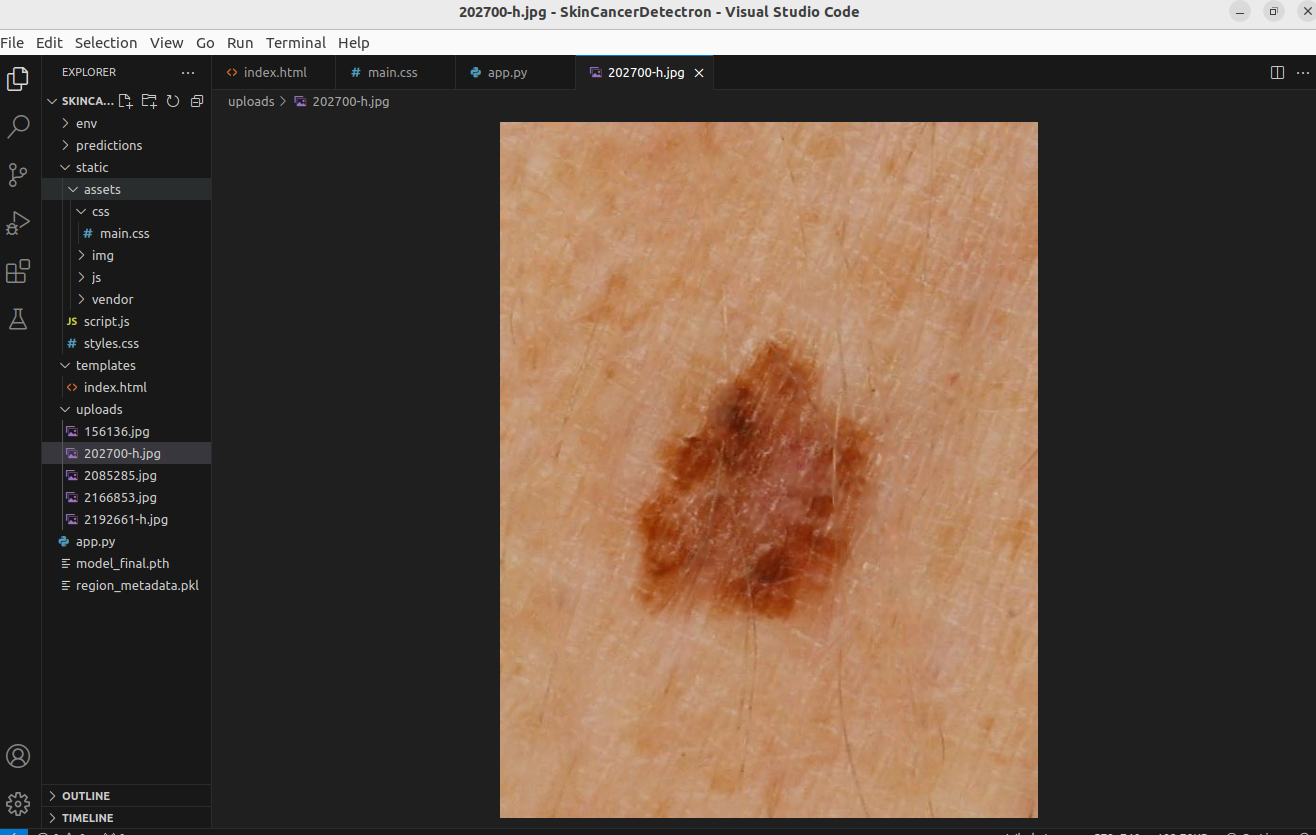 202700-h.jpg - SkinCancerDetectron - Visual Studio Code
File Edit Selection View Go Run Terminal Help
EXPLORER
index.html
main.css
app.py
202700-h.jpg
SKINCA...
uploads > 202700-h.jpg
env
predictions
static
assets
css
main.css
img
js
vendor
JS script.js
styles.css
templates
index.html
uploads
156136.jpg
202700-h.jpg
2085285.jpg
2166853.jpg
2192661-h.jpg
app.py
model_final.pth
region_metadata.pkl
OUTLINE
TIMELINE